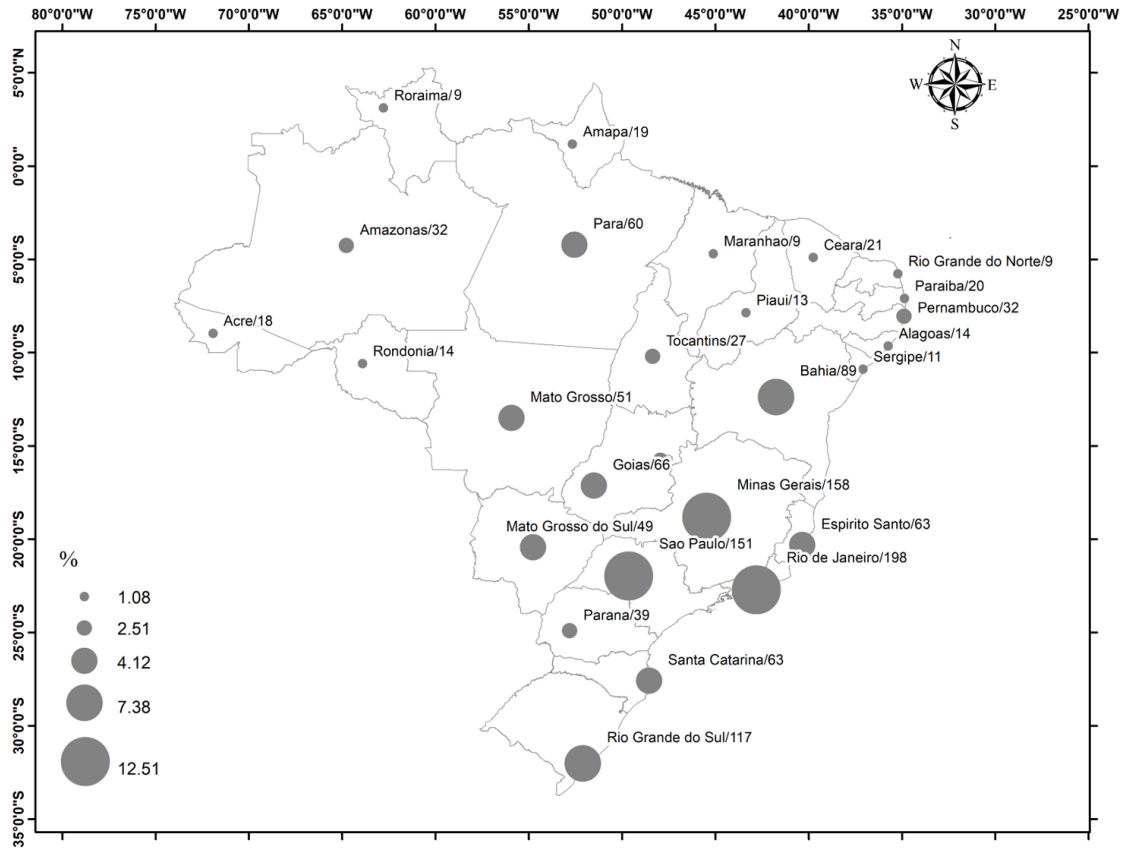 80°0'0"W 75°0'0"W 70°0'0"W 65°0'0"W 60°0'0"W 55°0'0"W 50°0'0"W 45°0'0"W 40°0'0"W 35°0'0"W 30°0'0"W 25°0'0"W
5°0'0"N
0°0'0"
5°0'0"S
10°0'0"S
15°0'0"S
20°0'0"S
25°0'0"S
30°0'0"S
35°0'0"S
N
W E
S
Roraima/9
Amapa/19
Amazonas/32
Para/60
Maranhao/9
Ceara/21
Rio Grande do Norte/9
Paraiba/20
Piaui/13
Pernambuco/32
Acre/18
Alagoas/14
Tocantins/27
Rondonia/14
Sergipe/11
Bahia/89
Mato Grosso/51
Goias/66
Minas Gerais/158
Mato Grosso do Sul/49
Espirito Santo/63
Sao Paulo/151
Rio de Janeiro/198
Parana/39
Santa Catarina/63
Rio Grande do Sul/117
%
1.08
2.51
4.12
7.38
12.51